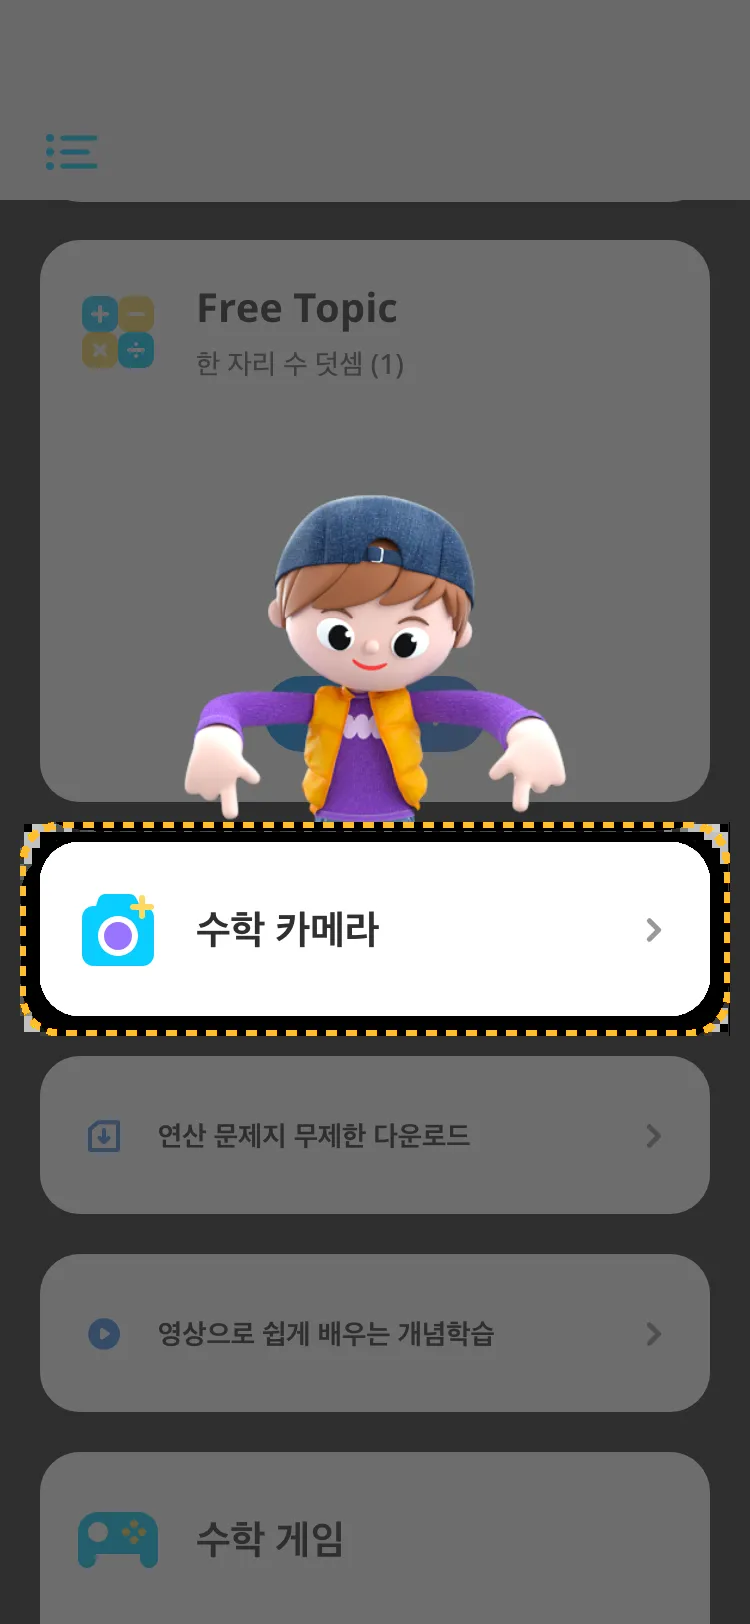 Free Topic
한 자리 수 덧셈 (1)
수학 카메라
연산 문제지 무제한 다운로드
영상으로 쉽게 배우는 개념학습
수학 게임